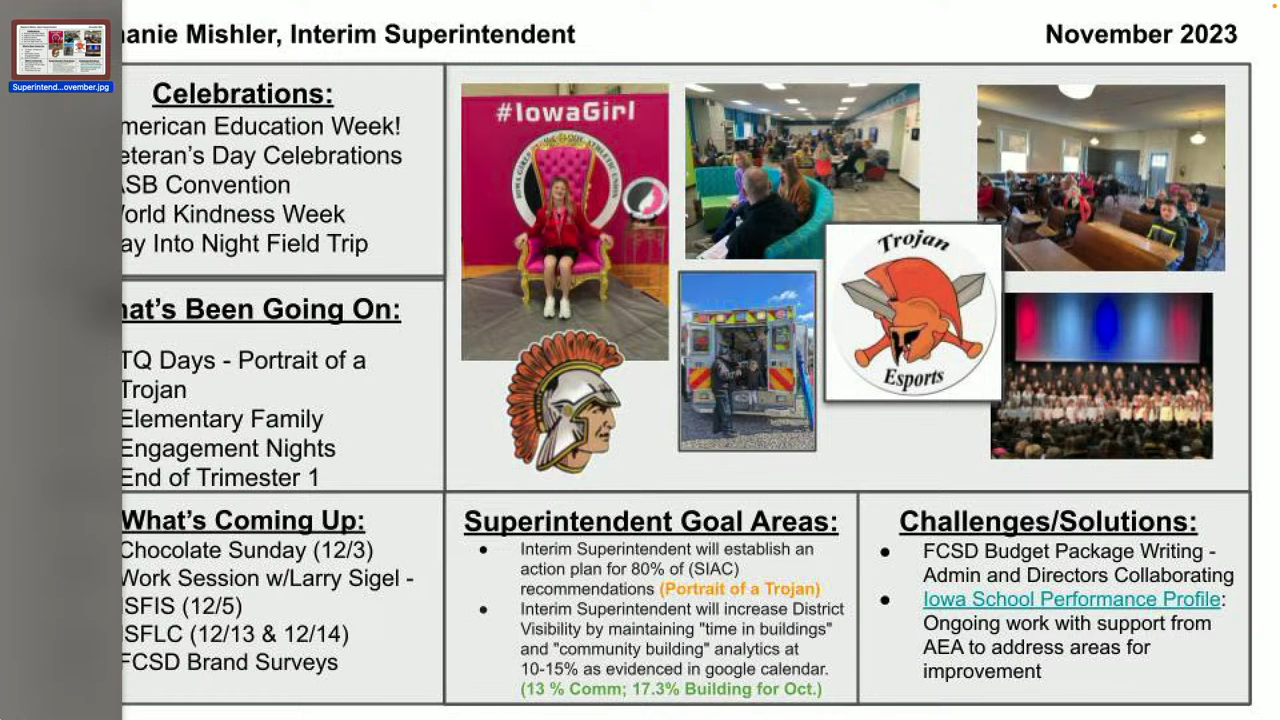 hanie Mishler, Interim Superintendent
November 2023
Superintend...ovember.jpg
Celebrations:
merican Education Week!
eteran's Day Celebrations
ASB Convention
World Kindness Week
ay Into Night Field Trip
hat's Been Going On:
TQ Days - Portrait of a
Trojan
Elementary Family
Engagement Nights
End of Trimester 1
What's Coming Up:
Chocolate Sunday (12/3)
Work Session w/Larry Sigel -
ISFIS (12/5)
ISFLC (12/13 & 12/14)
FCSD Brand Surveys
#IowaGirl
Trojan
Esports
Superintendent Goal Areas:
● Interim Superintendent will establish an
action plan for 80% of (SIAC)
recommendations (Portrait of a Trojan)
● Interim Superintendent will increase District
Visibility by maintaining "time in buildings"
and "community building" analytics at
10-15% as evidenced in google calendar.
(13 % Comm; 17.3% Building for Oct.)
Challenges/Solutions:
● FCSD Budget Package Writing -
Admin and Directors Collaborating
● Iowa School Performance Profile:
Ongoing work with support from
AEA to address areas for
improvement